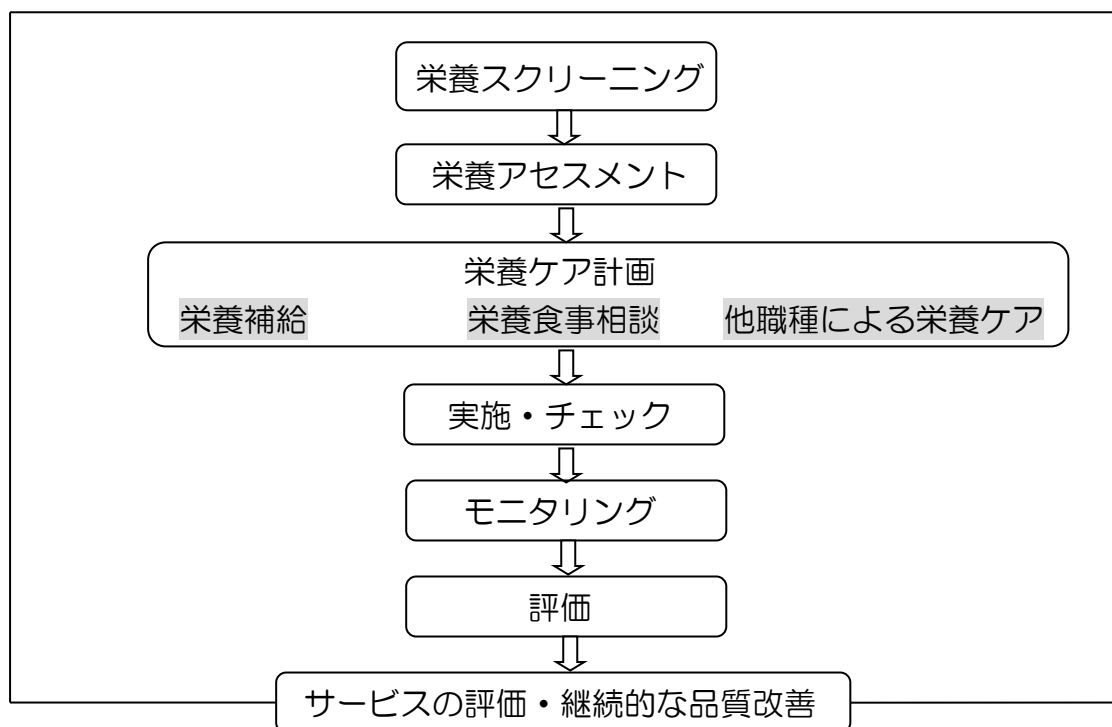 栄養スクリーニング
栄養アセスメント
栄養ケア計画
栄養補給 栄養食事相談 他職種による栄養ケア
実施・チェック
モニタリング
評価
サービスの評価・継続的な品質改善